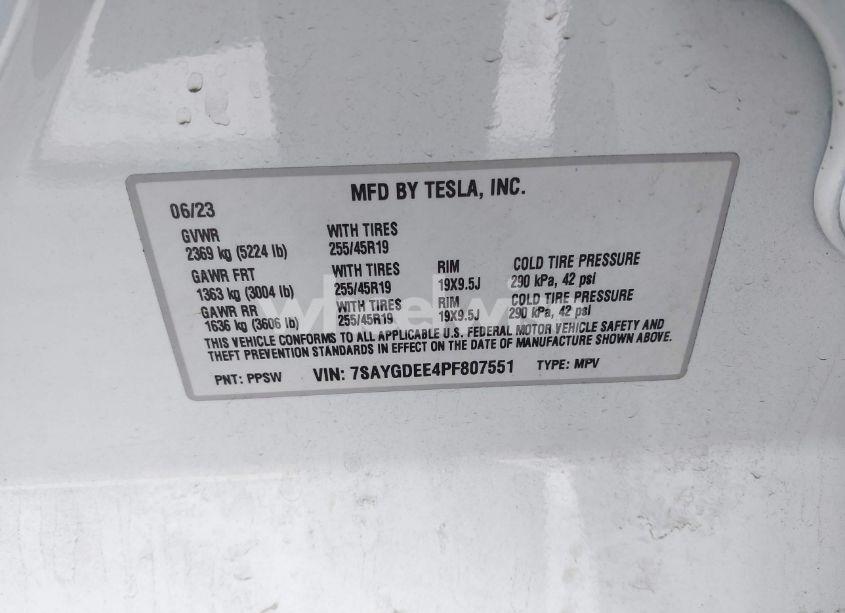 MFD BY TESLA, INC.
06/23
GVWR WITH TIRES
2369 kg (5224 lb) 255/45R19
GAWR FRT WITH TIRES RIM COLD TIRE PRESSURE
1363 kg (3004 lb) 255/45R19 19X9.5J 290 kPa, 42 psi
GAWR RR WITH TIRES RIM COLD TIRE PRESSURE
1636 kg (3606 lb) 255/45R19 19X9.5J 290 kPa, 42 psi
THIS VEHICLE CONFORMS TO ALL APPLICABLE U.S. FEDERAL MOTOR VEHICLE SAFETY AND
THEFT PREVENTION STANDARDS IN EFFECT ON THE DATE OF MANUFACTURE SHOWN ABOVE.
PNT: PPSW VIN: 7SAYGDEE4PF807551 TYPE: MPV